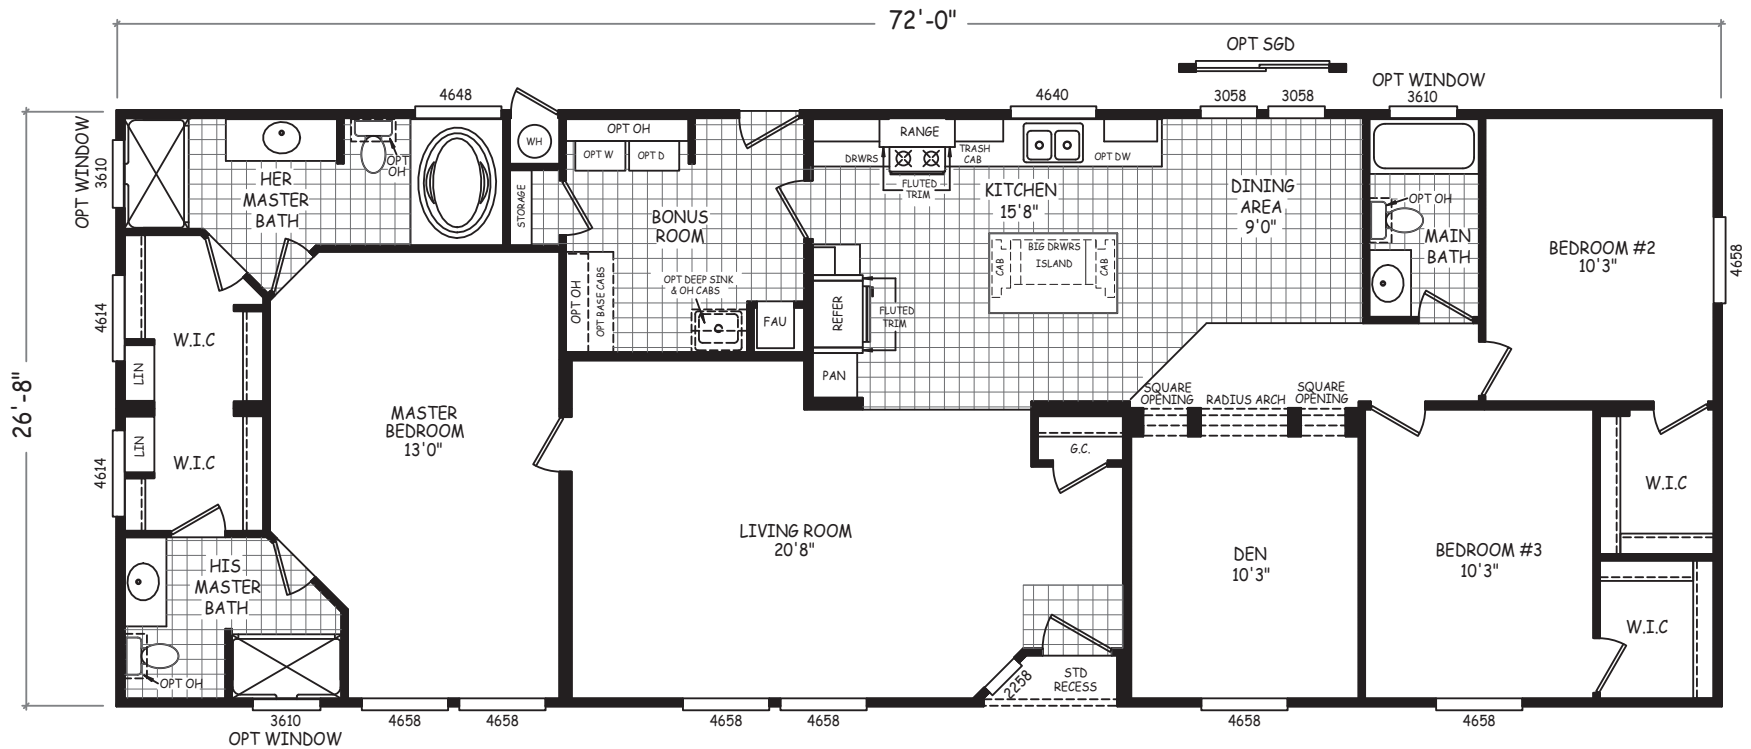 72'-0"
OPT SGD
OPT WINDOW
4648
4640
3058
3058
3610
OPT WINDOW
3610
OPT OH
WH
OPT W
OPT D
RANGE
DRWRS
TRASH
CAB
OPT DW
FLUTED
TRIM
OPT
OH
HER
MASTER
BATH
STORAGE
BONUS
ROOM
KITCHEN
15'8"
DINING
AREA
9'0"
OPT OH
MAIN
BATH
BEDROOM #2
10'3"
4658
BIG DRWRS
ISLAND
CAB
CAB
OPT DEEP SINK
& OH CABS
OPT OH
OPT BASE CABS
FAU
REFER
FLUTED
TRIM
PAN
4614
W.I.C
LIN
26'-8"
MASTER
BEDROOM
13'0"
SQUARE
OPENING
RADIUS ARCH
SQUARE
OPENING
LIN
W.I.C
4614
G.C.
W.I.C
LIVING ROOM
20'8"
DEN
10'3"
BEDROOM #3
10'3"
HIS
MASTER
BATH
W.I.C
OPT OH
STD
RECESS
2258
3610
OPT WINDOW
4658
4658
4658
4658
4658
4658